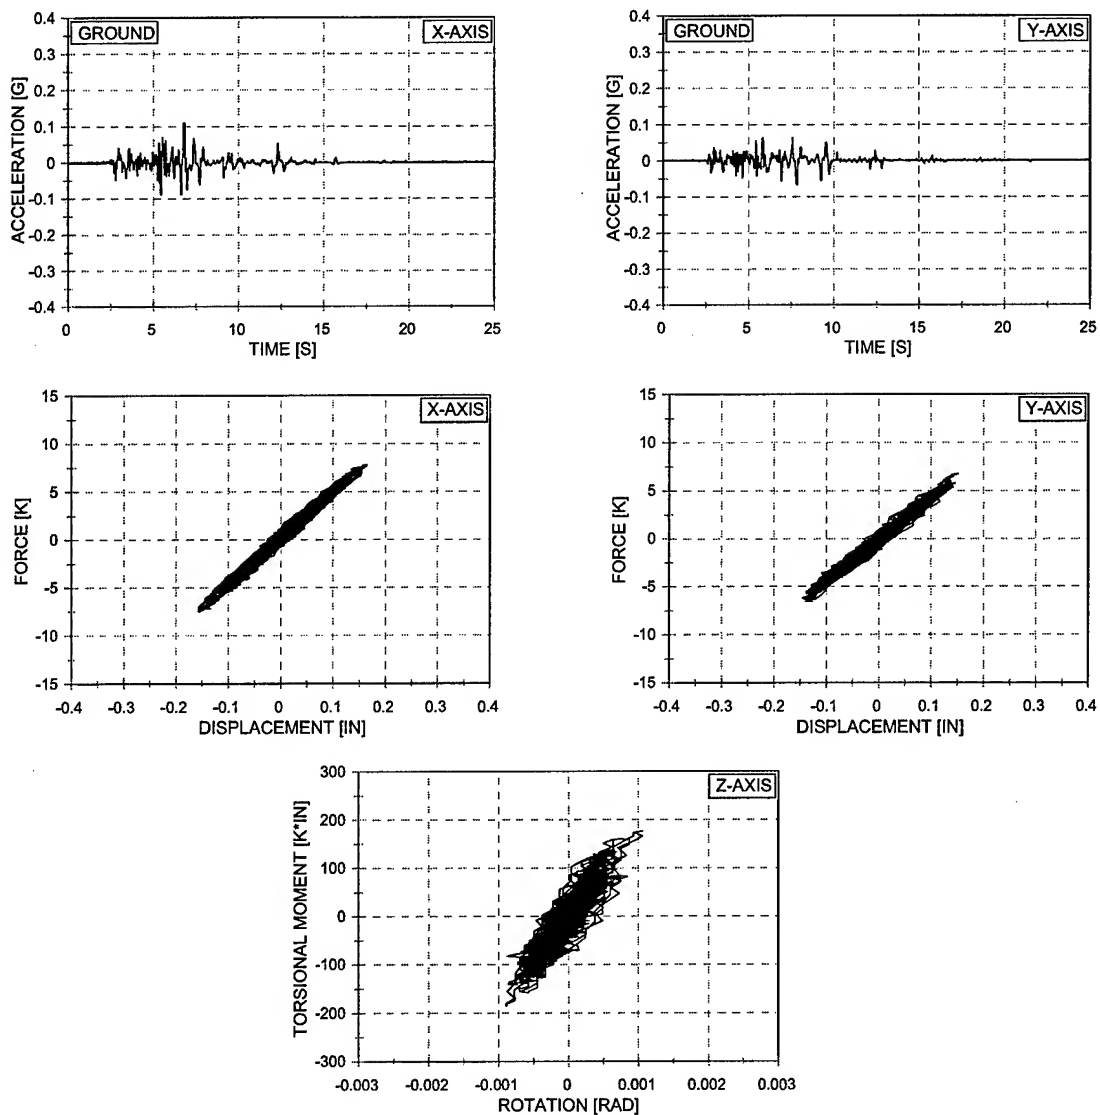 GROUND X-AXIS
0.4
0.3
0.2
0.1
0
-0.1
-0.2
-0.3
-0.4
ACCELERATION [G]
0 5 10 15 20 25
TIME [S]
GROUND Y-AXIS
0.4
0.3
0.2
0.1
0
-0.1
-0.2
-0.3
-0.4
ACCELERATION [G]
0 5 10 15 20 25
TIME [S]
X-AXIS
15
10
5
0
-5
-10
-15
FORCE [K]
-0.4 -0.3 -0.2 -0.1 0 0.1 0.2 0.3 0.4
DISPLACEMENT [IN]
Y-AXIS
15
10
5
0
-5
-10
-15
FORCE [K]
-0.4 -0.3 -0.2 -0.1 0 0.1 0.2 0.3 0.4
DISPLACEMENT [IN]
Z-AXIS
300
200
100
0
-100
-200
-300
TORSIONAL MOMENT [K*IN]
-0.003 -0.002 -0.001 0 0.001 0.002 0.003
ROTATION [RAD]